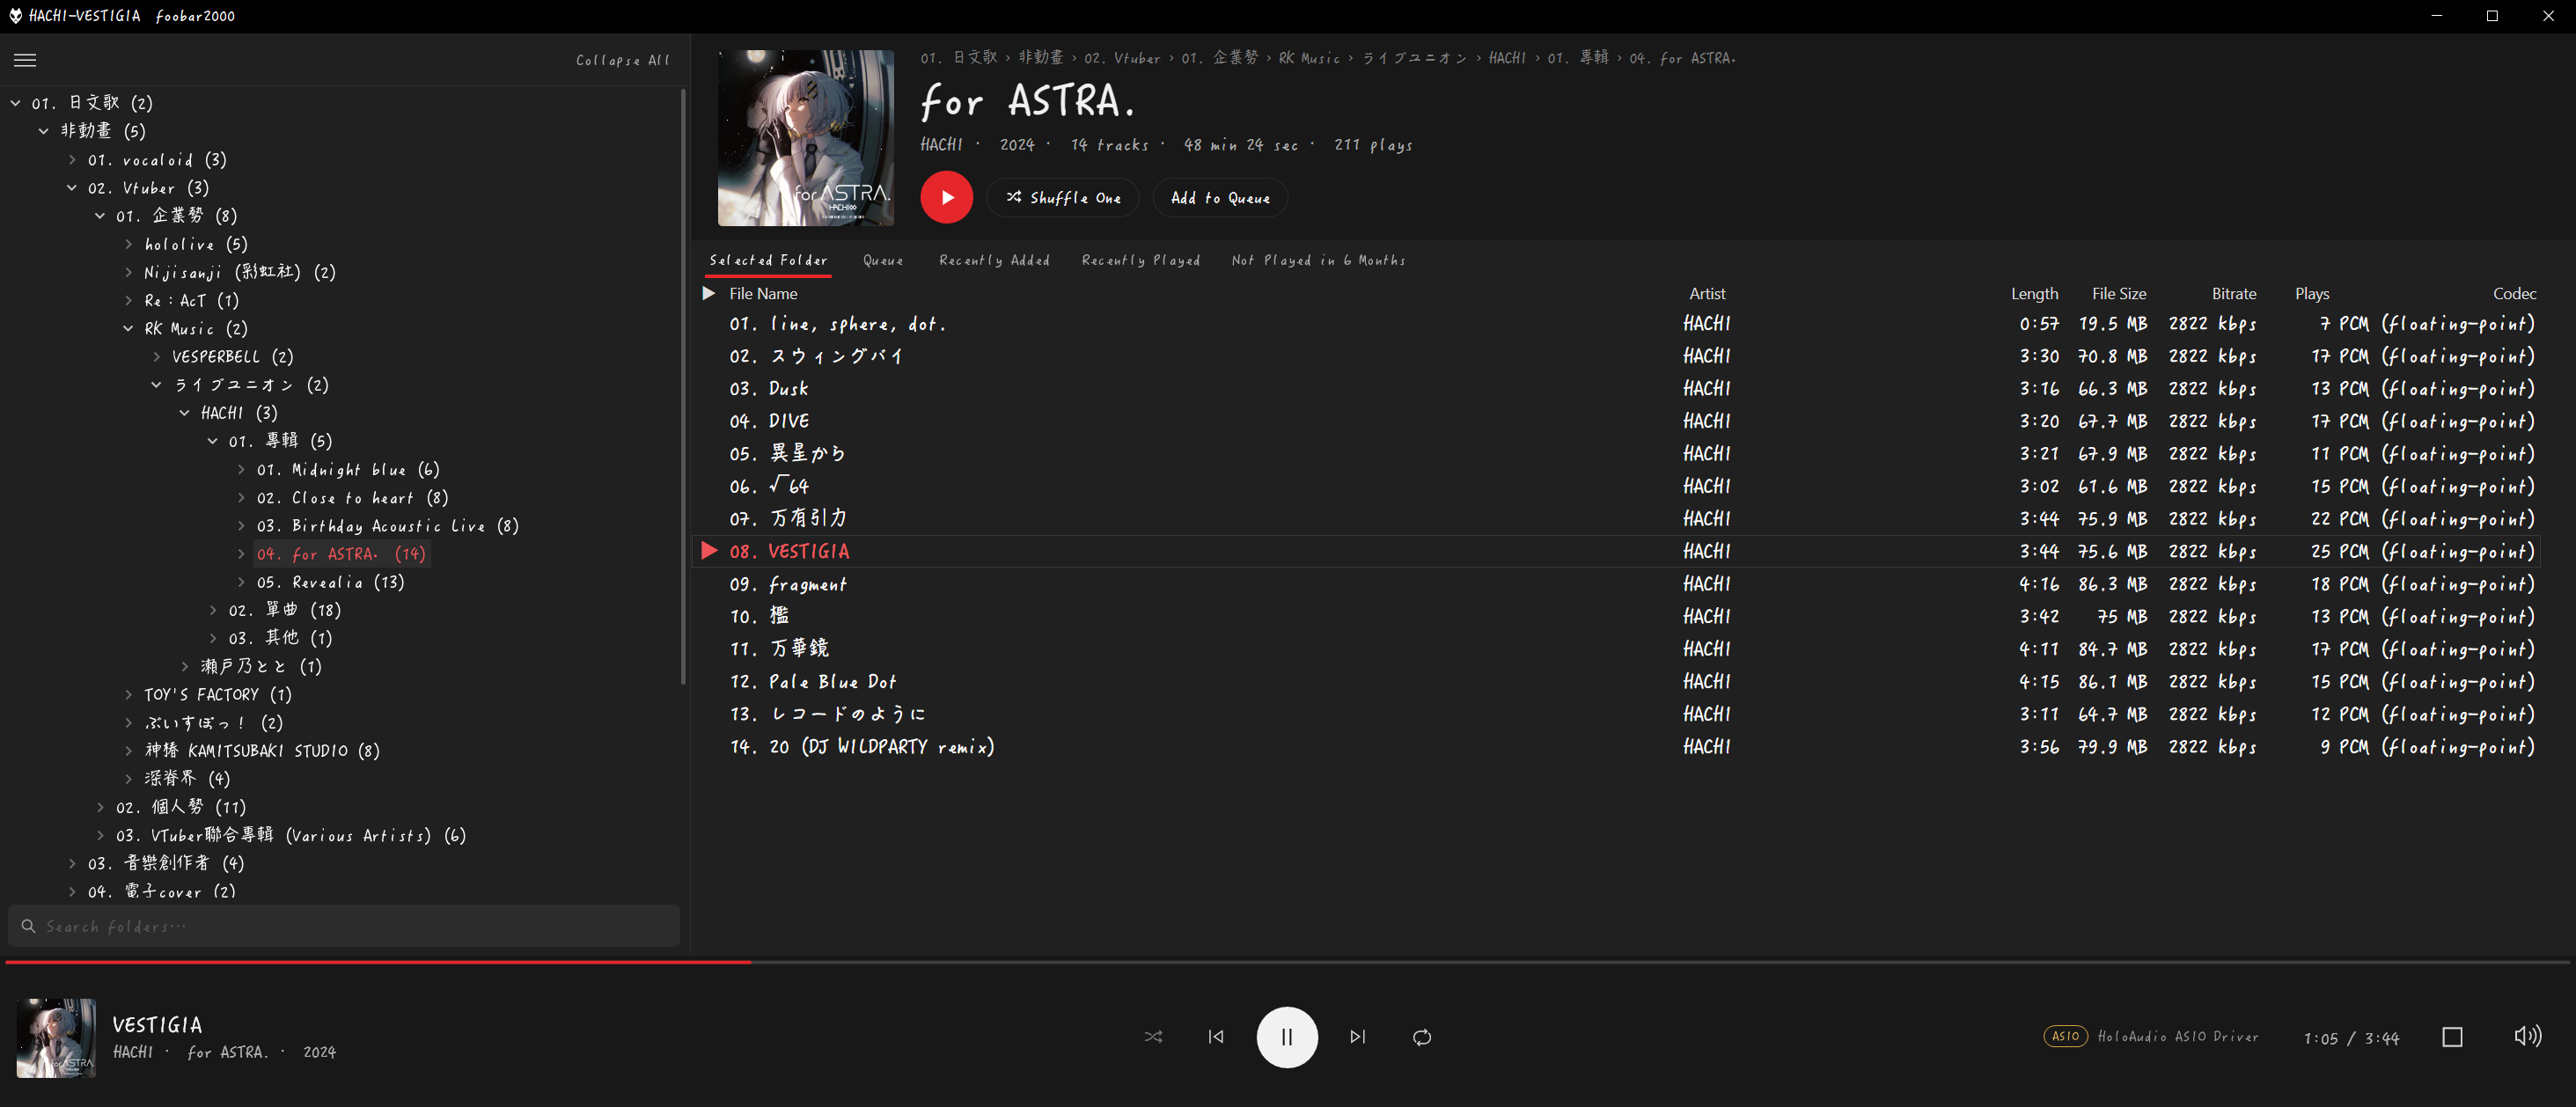 HACHI-VESTIGIA foobar2000
Collapse All
01. 日文歌 (2)
非動畫 (5)
01. vocaloid (3)
02. Vtuber (3)
01. 企業勢 (8)
hololive (5)
Nijisanji (彩虹社) (2)
Re：AcT (1)
RK Music (2)
VESPERBELL (2)
ライブユニオン (2)
HACHI (3)
01. 專輯 (5)
01. Midnight blue (6)
02. Close to heart (8)
03. Birthday Acoustic Live (8)
04. for ASTRA. (14)
05. Revealia (13)
02. 單曲 (18)
03. 其他 (1)
瀬戸乃とと (1)
TOY'S FACTORY (1)
ぶいすぽっ！ (2)
神椿 KAMITSUBAKI STUDIO (8)
深脊界 (4)
02. 個人勢 (11)
03. VTuber聯合專輯 (Various Artists) (6)
03. 音樂創作者 (4)
04. 電子cover (2)
Search folders…
01. 日文歌 › 非動畫 › 02. Vtuber › 01. 企業勢 › RK Music › ライブユニオン › HACHI › 01. 專輯 › 04. for ASTRA.
for ASTRA.
HACHI · 2024 · 14 tracks · 48 min 24 sec · 211 plays
for ASTRA.
HACHI
Shuffle One
Add to Queue
Selected Folder Queue Recently Added Recently Played Not Played in 6 Months
File Name Artist Length File Size Bitrate Plays Codec
01. line, sphere, dot. HACHI 0:57 19.5 MB 2822 kbps 7 PCM (floating-point)
02. スウィングバイ HACHI 3:30 70.8 MB 2822 kbps 17 PCM (floating-point)
03. Dusk HACHI 3:16 66.3 MB 2822 kbps 13 PCM (floating-point)
04. DIVE HACHI 3:20 67.7 MB 2822 kbps 17 PCM (floating-point)
05. 異星から HACHI 3:21 67.9 MB 2822 kbps 11 PCM (floating-point)
06. √64 HACHI 3:02 61.6 MB 2822 kbps 15 PCM (floating-point)
07. 万有引力 HACHI 3:44 75.9 MB 2822 kbps 22 PCM (floating-point)
08. VESTIGIA HACHI 3:44 75.6 MB 2822 kbps 25 PCM (floating-point)
09. fragment HACHI 4:16 86.3 MB 2822 kbps 18 PCM (floating-point)
10. 檻 HACHI 3:42 75 MB 2822 kbps 13 PCM (floating-point)
11. 万華鏡 HACHI 4:11 84.7 MB 2822 kbps 17 PCM (floating-point)
12. Pale Blue Dot HACHI 4:15 86.1 MB 2822 kbps 15 PCM (floating-point)
13. レコードのように HACHI 3:11 64.7 MB 2822 kbps 12 PCM (floating-point)
14. 20 (DJ WILDPARTY remix) HACHI 3:56 79.9 MB 2822 kbps 9 PCM (floating-point)
for ASTRA.
VESTIGIA
HACHI · for ASTRA. · 2024
ASIO HoloAudio ASIO Driver
1:05 / 3:44